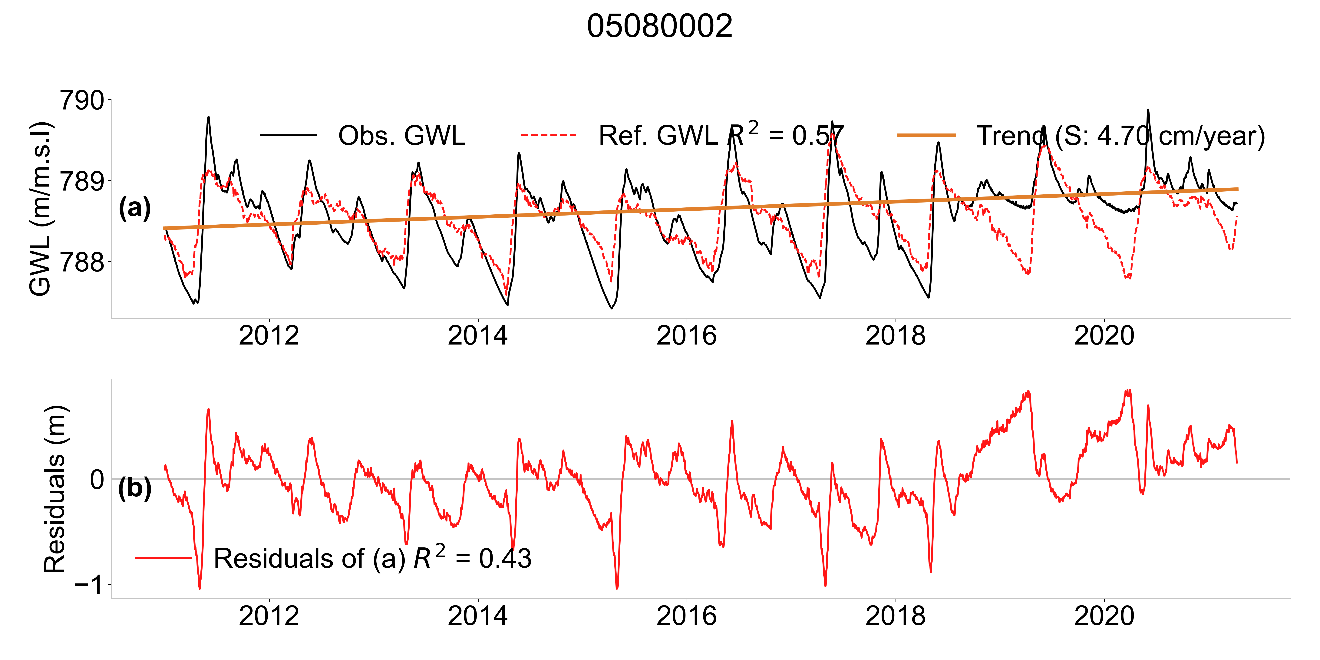 05080002
GWL (m/m.s.l)
790
789
788
(a)
Obs. GWL
Ref. GWL R² = 0.57
Trend (S: 4.70 cm/year)
2012 2014 2016 2018 2020
Residuals (m)
0
−1
(b)
Residuals of (a) R² = 0.43
2012 2014 2016 2018 2020